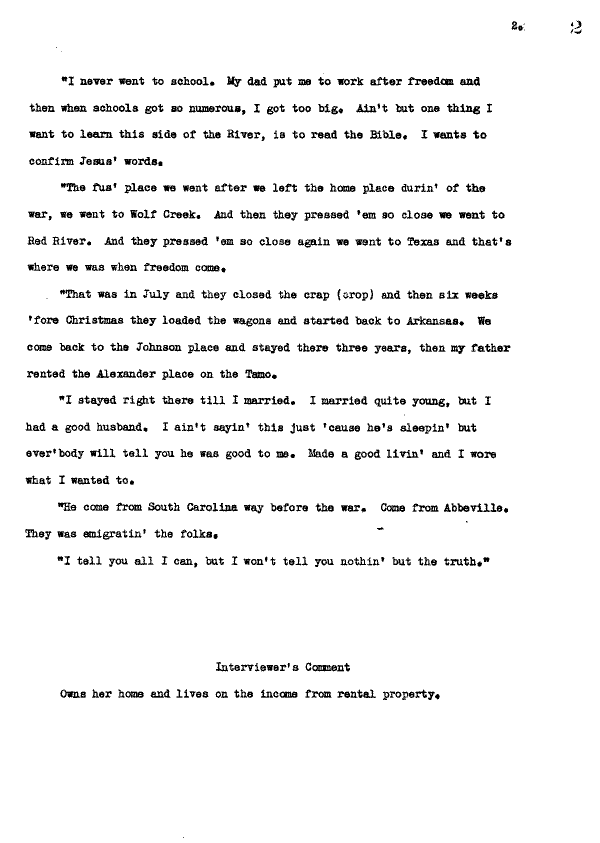 2. 2
"I never went to school. My dad put me to work after freedom and
then when schools got so numerous, I got too big. Ain't but one thing I
want to learn this side of the River, is to read the Bible. I wants to
confirm Jesus' words.
"The fus' place we went after we left the home place durin' of the
war, we went to Wolf Creek. And then they pressed 'em so close we went to
Red River. And they pressed 'em so close again we went to Texas and that's
where we was when freedom come.
"That was in July and they closed the crap (crop) and then six weeks
'fore Christmas they loaded the wagons and started back to Arkansas. We
come back to the Johnson place and stayed there three years, then my father
rented the Alexander place on the Tamo.
"I stayed right there till I married. I married quite young, but I
had a good husband. I ain't sayin' this just 'cause he's sleepin' but
ever'body will tell you he was good to me. Made a good livin' and I wore
what I wanted to.
"He come from South Carolina way before the war. Come from Abbeville.
They was emigratin' the folks.
"I tell you all I can, but I won't tell you nothin' but the truth."
Interviewer's Comment
Owns her home and lives on the income from rental property.